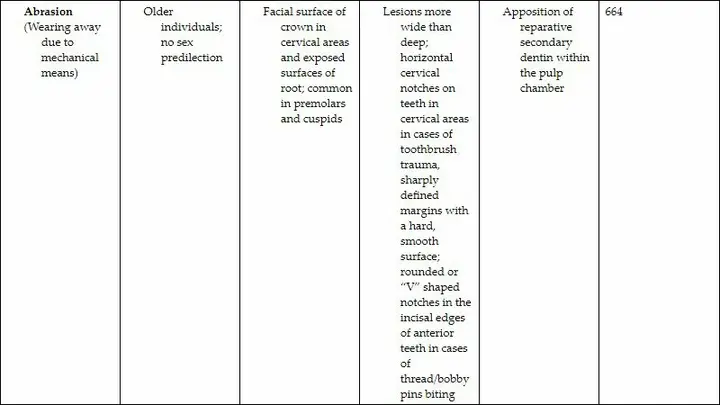 Abrasion
(Wearing away
due to
mechanical
means)
Older
individuals;
no sex
predilection
Facial surface of
crown in
cervical areas
and exposed
surfaces of
root; common
in premolars
and cuspids
Lesions more
wide than
deep;
horizontal
cervical
notches on
teeth in
cervical areas
in cases of
toothbrush
trauma,
sharply
defined
margins with
a hard,
smooth
surface;
rounded or
“V” shaped
notches in the
incisal edges
of anterior
teeth in cases
of
thread/bobby
pins biting
Apposition of
reparative
secondary
dentin within
the pulp
chamber
664